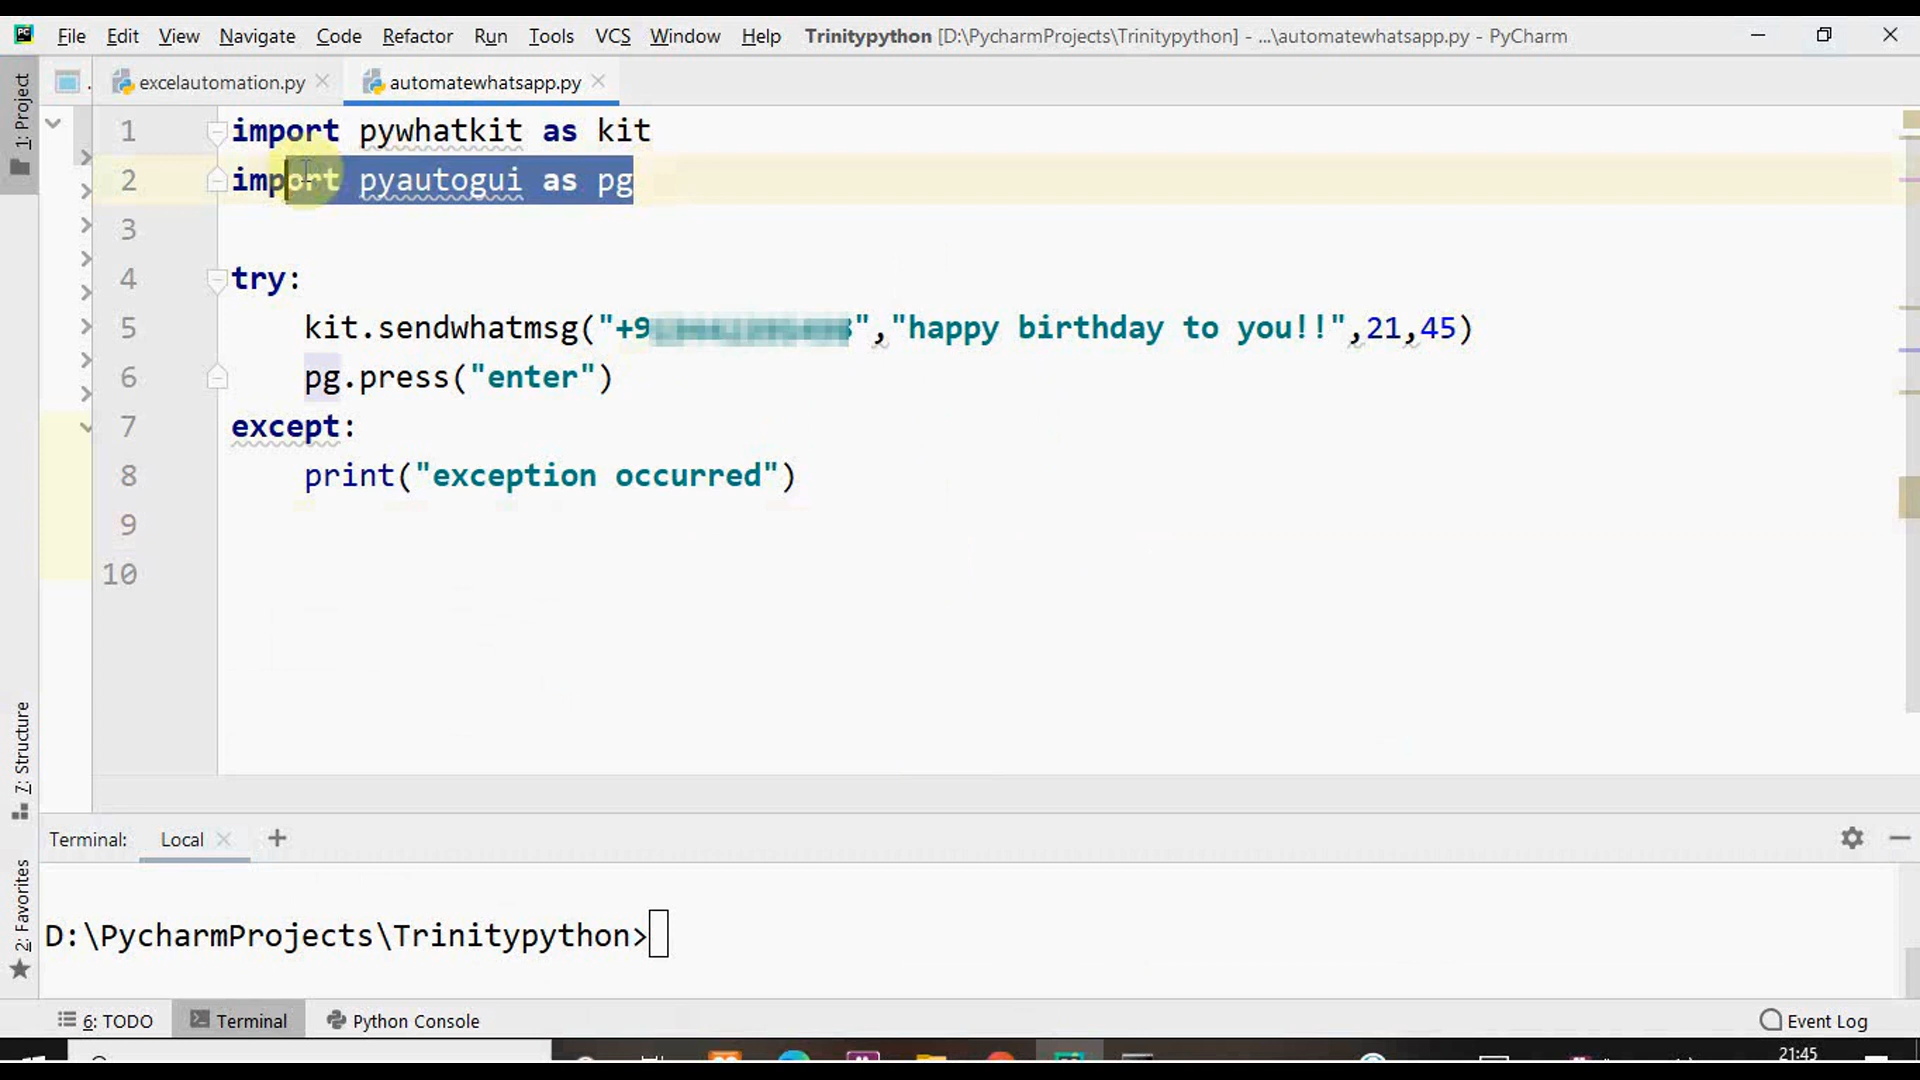 File Edit View Navigate Code Refactor Run Tools VCS Window Help Trinitypython [D:\PycharmProjects\Trinitypython] - ...\automatewhatsapp.py - PyCharm
. excelautomation.py automatewhatsapp.py
1: Project
1 import pywhatkit as kit
2 import pyautogui as pg
3
4 try:
5 kit.sendwhatmsg("+9 ","happy birthday to you!!",21,45)
6 pg.press("enter")
7 except:
8 print("exception occurred")
9
10
7: Structure
2: Favorites
Terminal: Local +
D:\PycharmProjects\Trinitypython>
6: TODO Terminal Python Console Event Log
21:45